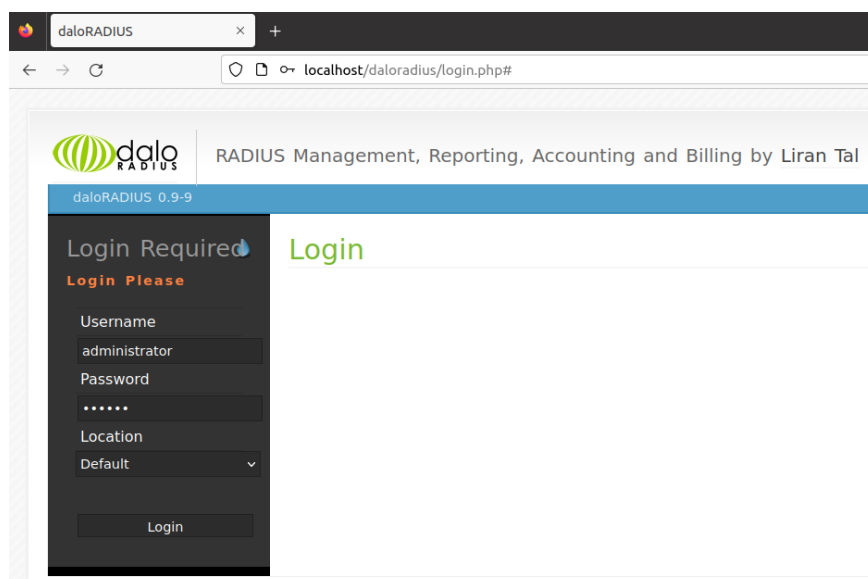 daloRADIUS
localhost/daloradius/login.php#
dalo
RADIUS
RADIUS Management, Reporting, Accounting and Billing by Liran Tal
daloRADIUS 0.9-9
Login Required
Login Please
Username
administrator
Password
••••••
Location
Default
Login
Login